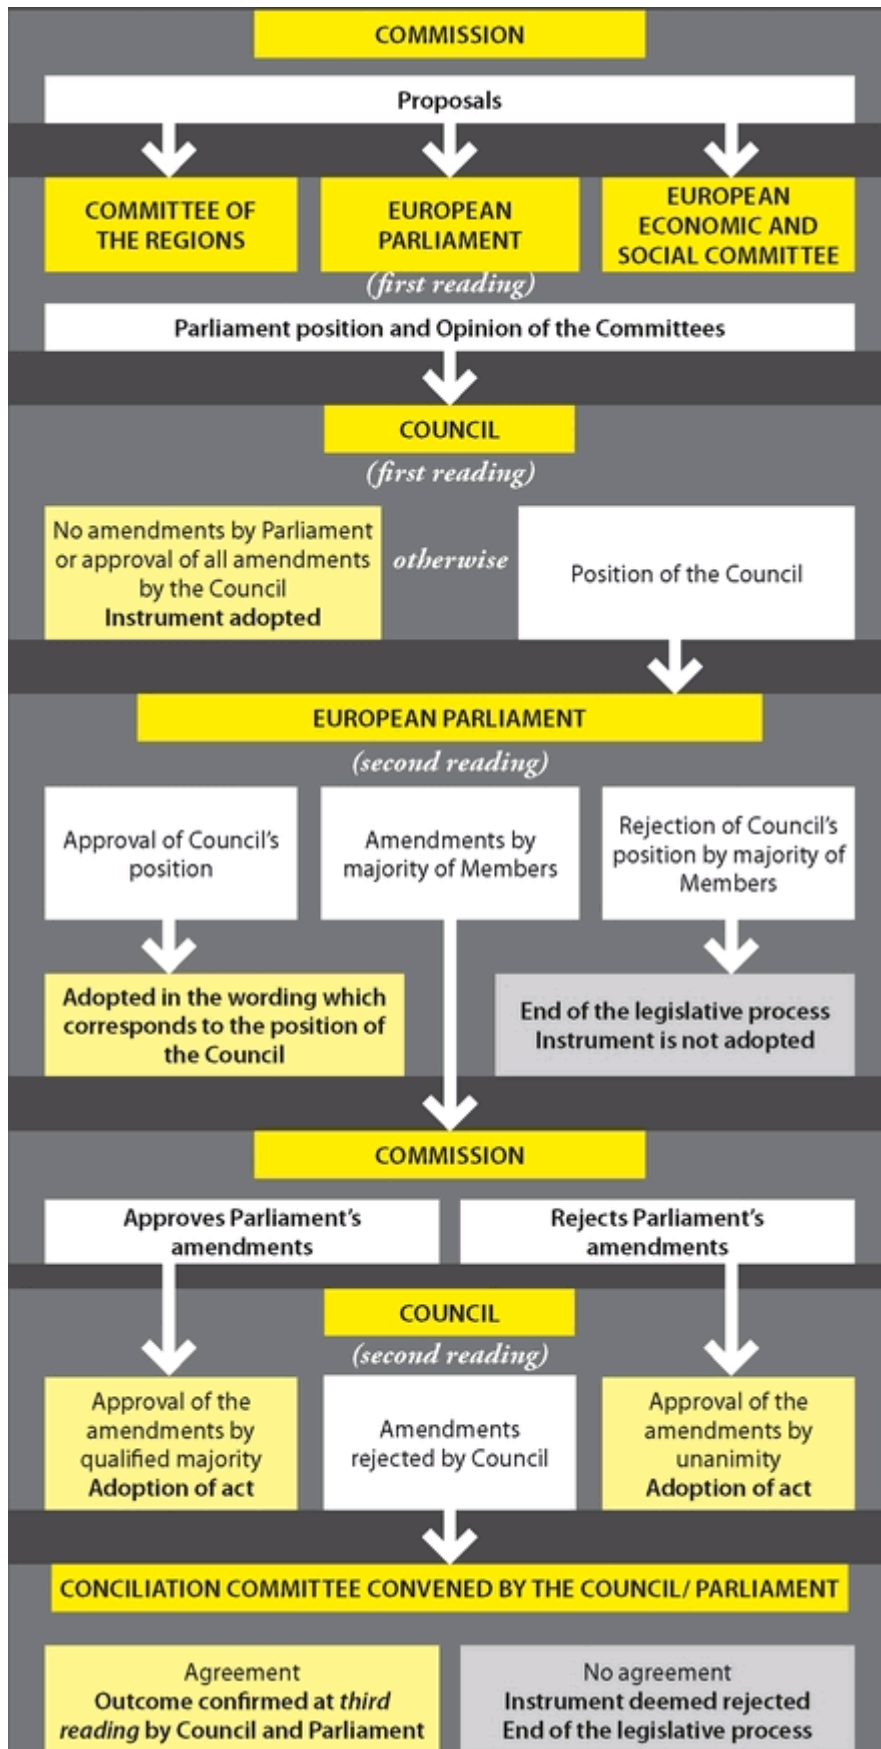 COMMISSION
Proposals
COMMITTEE OF
THE REGIONS
EUROPEAN
PARLIAMENT
EUROPEAN
ECONOMIC AND
SOCIAL COMMITTEE
(first reading)
Parliament position and Opinion of the Committees
COUNCIL
(first reading)
No amendments by Parliament
or approval of all amendments
by the Council
Instrument adopted
otherwise
Position of the Council
EUROPEAN PARLIAMENT
(second reading)
Approval of Council's
position
Amendments by
majority of Members
Rejection of Council's
position by majority of
Members
Adopted in the wording which
corresponds to the position of
the Council
End of the legislative process
Instrument is not adopted
COMMISSION
Approves Parliament's
amendments
Rejects Parliament's
amendments
COUNCIL
(second reading)
Approval of the
amendments by
qualified majority
Adoption of act
Amendments
rejected by Council
Approval of the
amendments by
unanimity
Adoption of act
CONCILIATION COMMITTEE CONVENED BY THE COUNCIL/ PARLIAMENT
Agreement
Outcome confirmed at third
reading by Council and Parliament
No agreement
Instrument deemed rejected
End of the legislative process